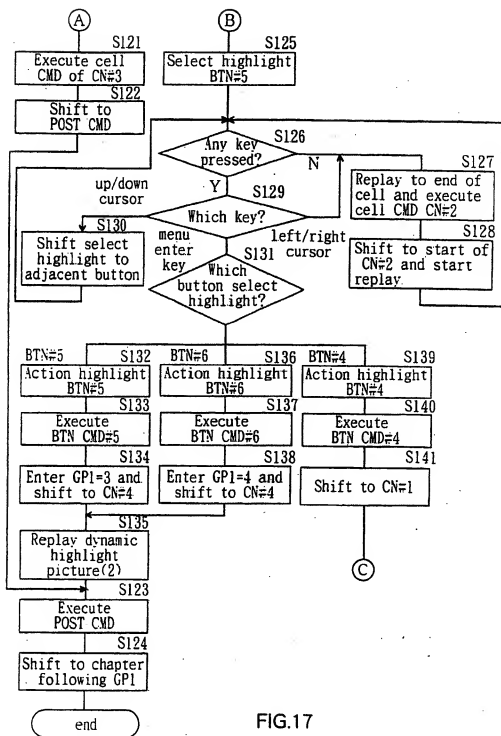 A
B
S121
Execute cell
CMD of CN#3
S122
Shift to
POST CMD
S125
Select highlight
BTN#5
S126
Any key
pressed?
N
Y
S127
Replay to end of
cell and execute
cell CMD CN#2
S128
Shift to start of
CN#2 and start
replay
up/down
cursor
S129
Which key?
left/right
cursor
S130
Shift select
highlight to
adjacent button
menu
enter
key
S131
Which
button select
highlight?
BTN#5
S132
Action highlight
BTN#5
S133
Execute
BTN CMD#5
S134
Enter GP1=3 and
shift to CN#4
S135
Replay dynamic
highlight
picture(2)
BTN#6
S136
Action highlight
BTN#6
S137
Execute
BTN CMD#6
S138
Enter GP1=4 and
shift to CN#4
BTN#4
S139
Action highlight
BTN#4
S140
Execute
BTN CMD#4
S141
Shift to CN#1
C
S123
Execute
POST CMD
S124
Shift to chapter
following GP1
end
FIG.17